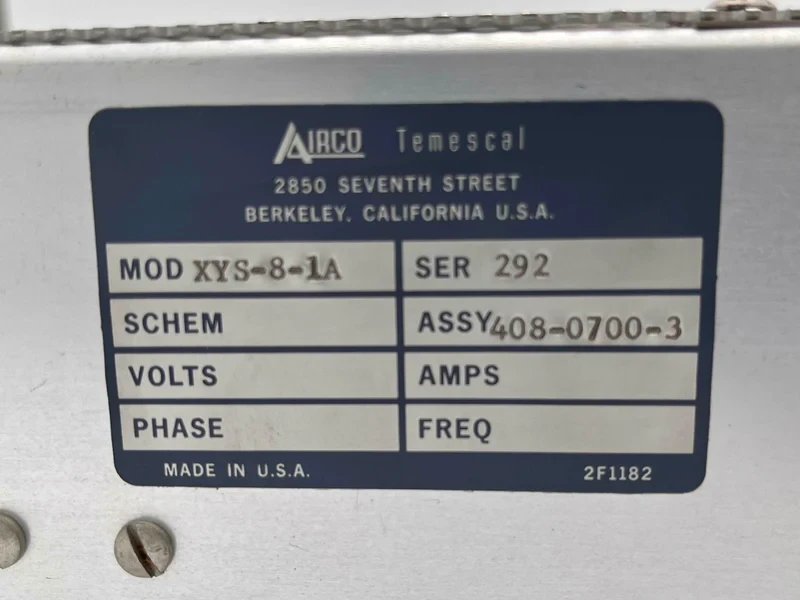 AIRCO Temescal
2850 SEVENTH STREET
BERKELEY, CALIFORNIA U.S.A.
MOD XYS-8-1A SER 292
SCHEM ASSY 408-0700-3
VOLTS AMPS
PHASE FREQ
MADE IN U.S.A. 2F1182